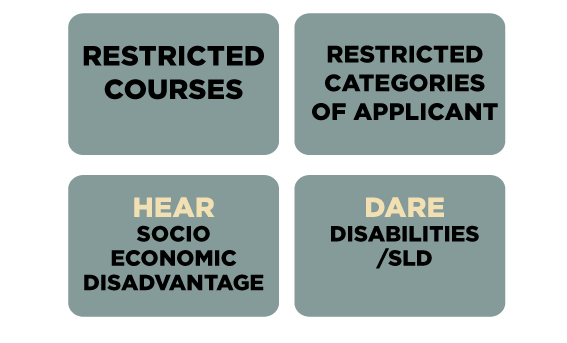 RESTRICTED
COURSES
RESTRICTED
CATEGORIES
OF APPLICANT
HEAR
SOCIO
ECONOMIC
DISADVANTAGE
DARE
DISABILITIES
/SLD